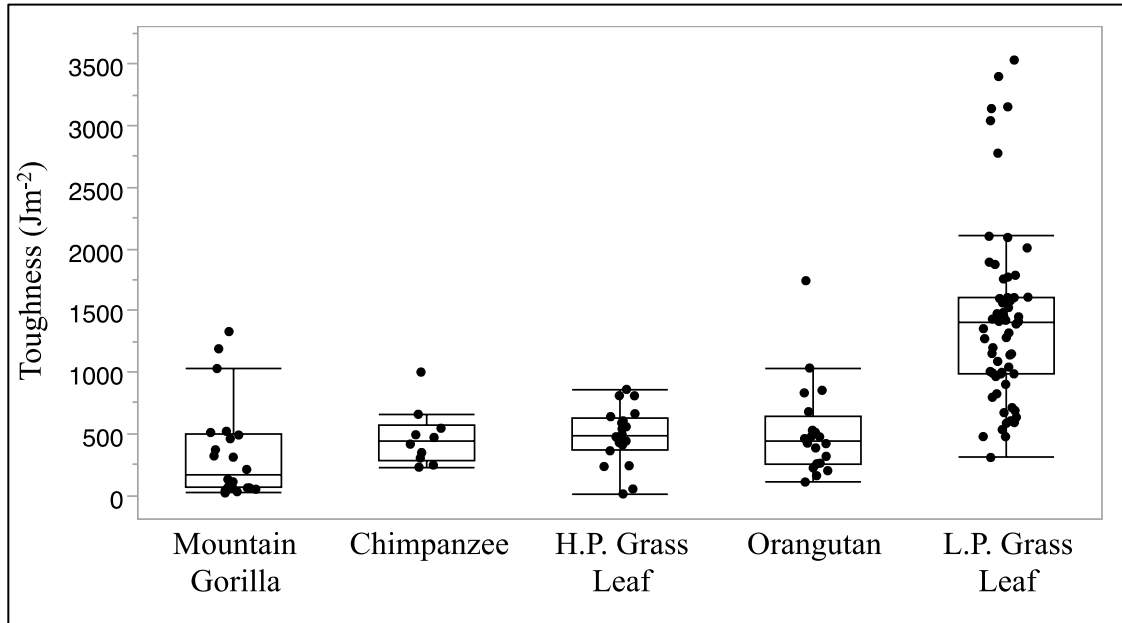 Toughness (Jm-2)
3500
3000
2500
2000
1500
1000
500
0
Mountain
Gorilla
Chimpanzee
H.P. Grass
Leaf
Orangutan
L.P. Grass
Leaf